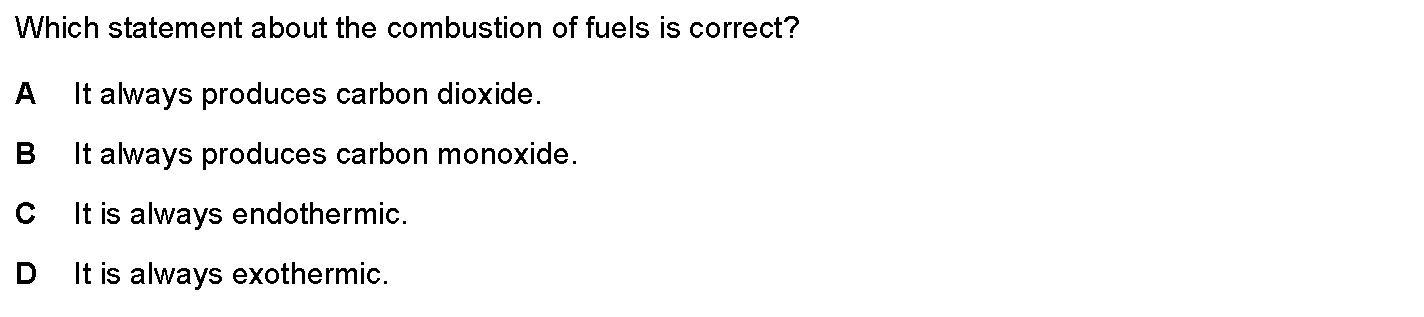 Which statement about the combustion of fuels is correct?
A It always produces carbon dioxide.
B It always produces carbon monoxide.
C It is always endothermic.
D It is always exothermic.